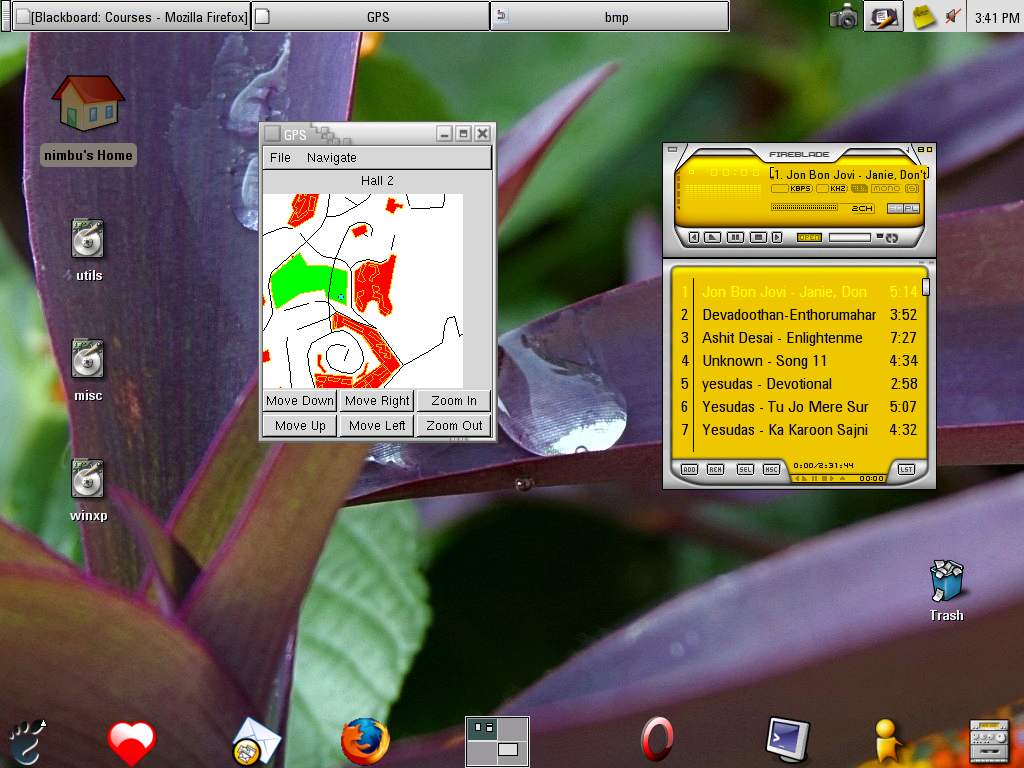 [Blackboard: Courses - Mozilla Firefox]
GPS
bmp
3:41 PM
nimbu's Home
utils
misc
winxp
GPS
File Navigate
Hall 2
Move Down Move Right Zoom In
Move Up Move Left Zoom Out
FIREBLADE
1. Jon Bon Jovi - Janie, Don't
KBPS KHZ MONO
2CH
EQ PL
OPEN
1 Jon Bon Jovi - Janie, Don 5:14
2 Devadoothan-Enthorumahar 3:52
3 Ashit Desai - Enlightenme 7:27
4 Unknown - Song 11 4:34
5 yesudas - Devotional 2:58
6 Yesudas - Tu Jo Mere Sur 5:07
7 Yesudas - Ka Karoon Sajni 4:32
ADD REM SEL MSC 0:00/2:31:44 LST
00:00
Trash